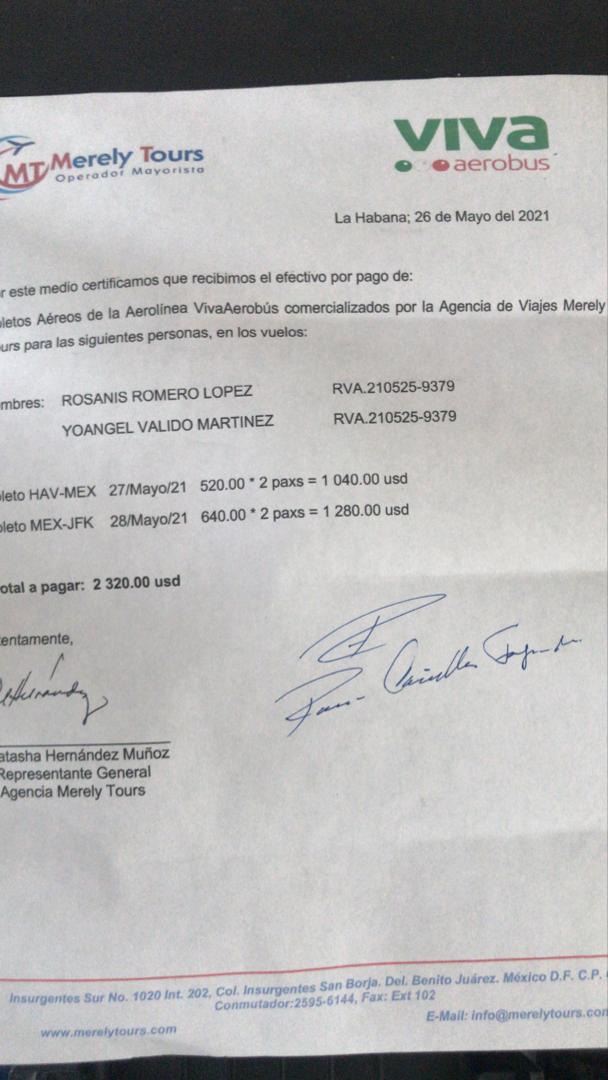 MT Merely Tours
Operador Mayorista
VIVA
aerobus
La Habana; 26 de Mayo del 2021
r este medio certificamos que recibimos el efectivo por pago de:
letos Aéreos de la Aerolínea VivaAerobús comercializados por la Agencia de Viajes Merely
urs para las siguientes personas, en los vuelos:
mbres: ROSANIS ROMERO LOPEZ RVA.210525-9379
YOANGEL VALIDO MARTINEZ RVA.210525-9379
leto HAV-MEX 27/Mayo/21 520.00 * 2 paxs = 1 040.00 usd
leto MEX-JFK 28/Mayo/21 640.00 * 2 paxs = 1 280.00 usd
otal a pagar: 2 320.00 usd
entamente,
atasha Hernández Muñoz
Representante General
Agencia Merely Tours
Insurgentes Sur No. 1020 Int. 202, Col. Insurgentes San Borja. Del. Benito Juárez. México D.F. C.P.
Conmutador:2595-6144, Fax: Ext 102
E-Mail: info@merelytours.com
www.merelytours.com